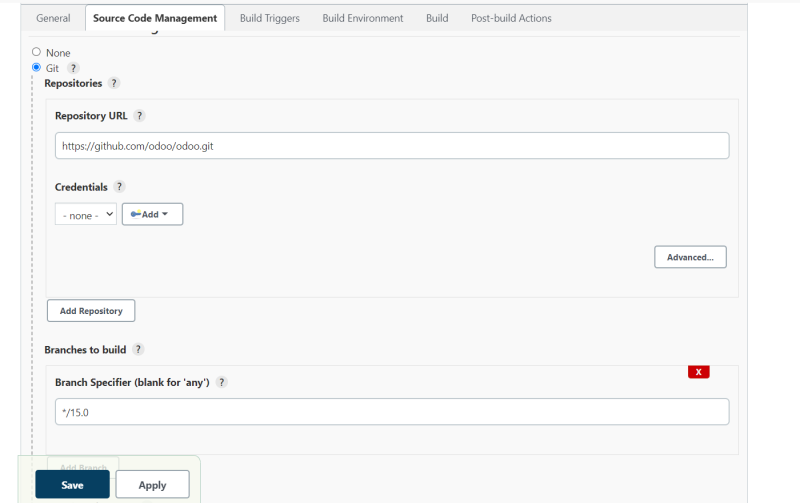 General Source Code Management Build Triggers Build Environment Build Post-build Actions
None
Git ?
Repositories ?
Repository URL ?
https://github.com/odoo/odoo.git
Credentials ?
- none - Add
Advanced...
Add Repository
Branches to build ?
X
Branch Specifier (blank for 'any') ?
*/15.0
Add Branch
Save Apply